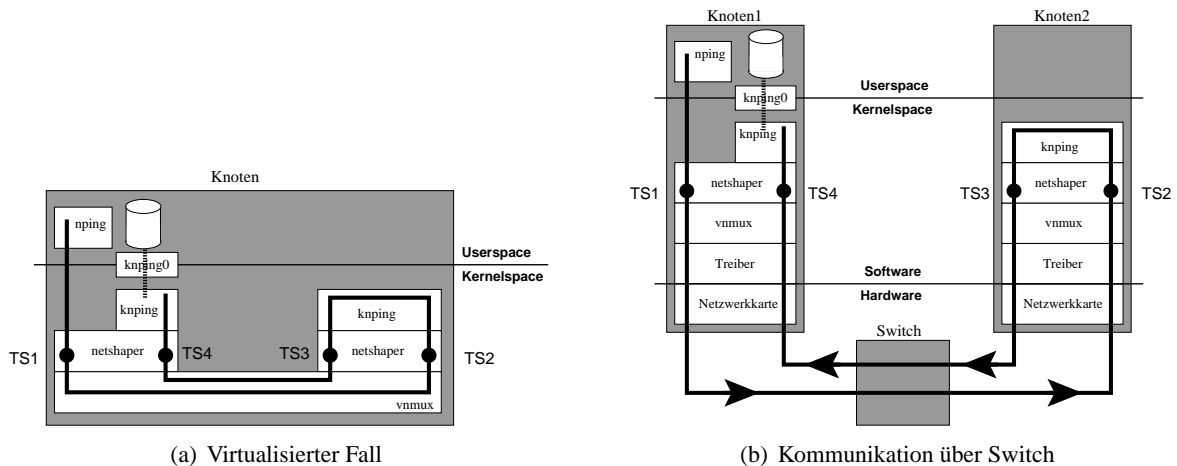 Knoten
nping
knping0
Userspace
Kernelspace
knping
knping
TS1
netshaper
TS4
TS3
netshaper
TS2
vnmux
(a) Virtualisierter Fall
Knoten1
Knoten2
nping
knping0
Userspace
Kernelspace
knping
knping
TS1
netshaper
TS4
TS3
netshaper
TS2
vnmux
vnmux
Treiber
Treiber
Software
Hardware
Netzwerkkarte
Netzwerkkarte
Switch
(b) Kommunikation über Switch